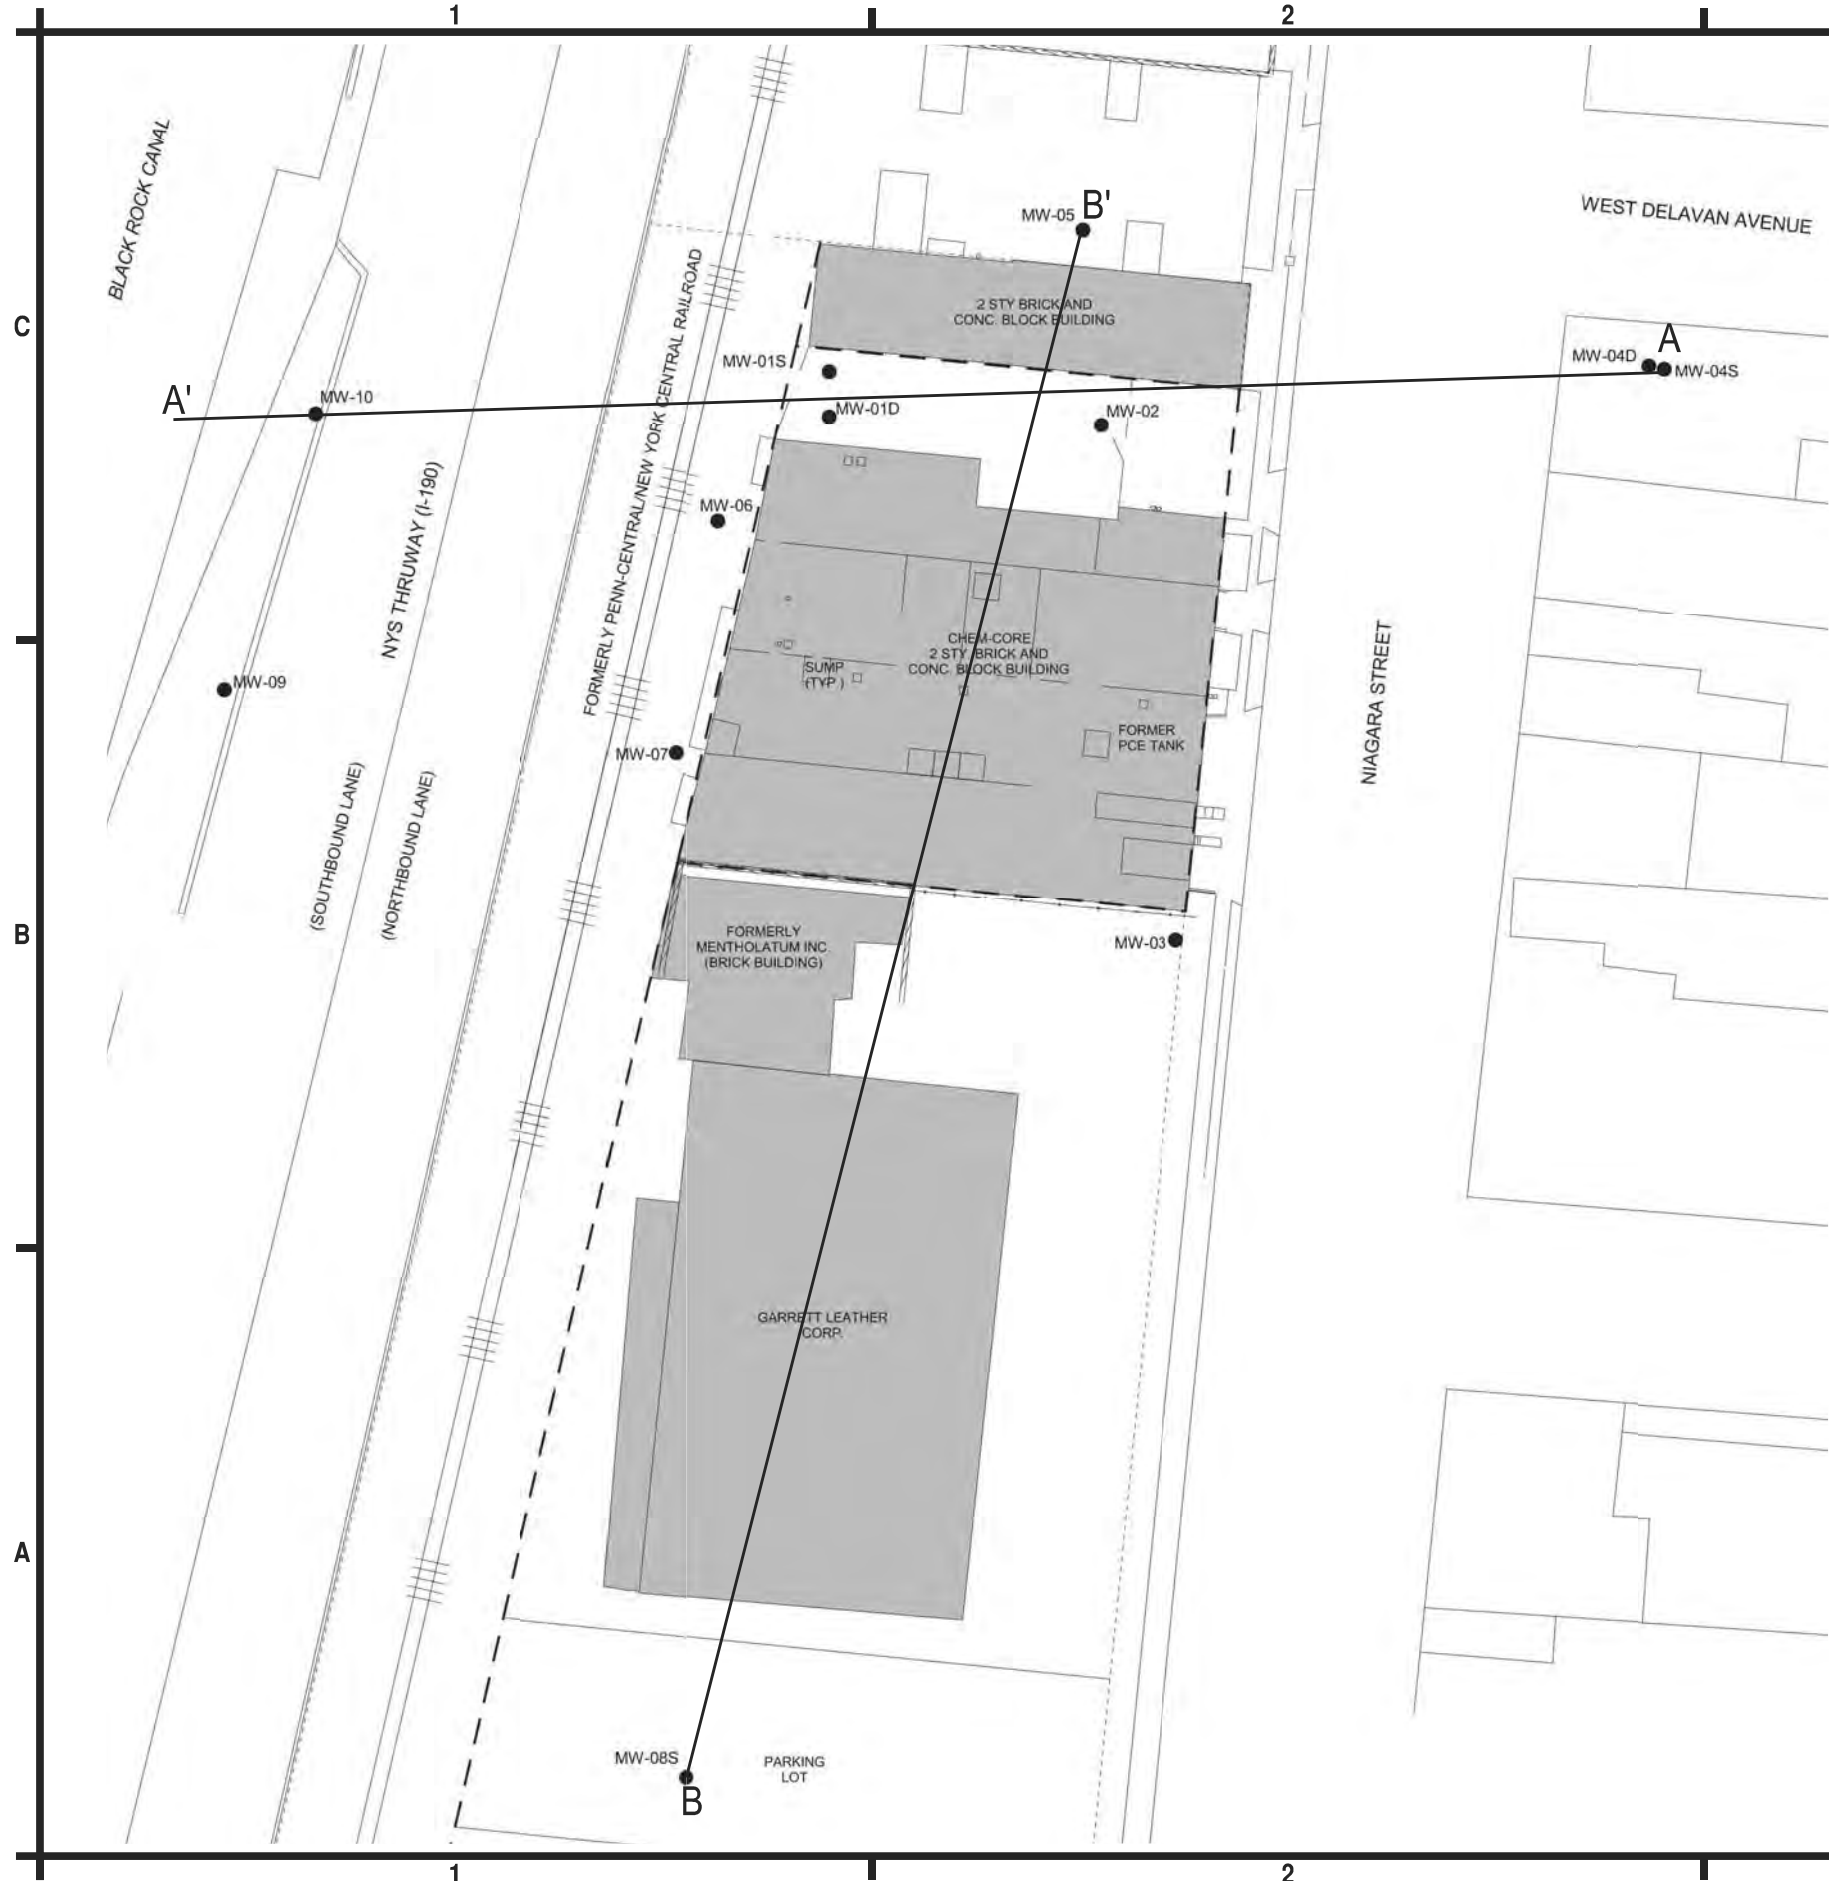 1
2
BLACK ROCK CANAL
WEST DELAVAN AVENUE
MW-05
B'
FORMERLY PENN-CENTRAL/NEW YORK CENTRAL RAILROAD
2 STY BRICK AND
CONC. BLOCK BUILDING
C
A
MW-04D
MW-04S
MW-01S
A'
MW-10
MW-01D
MW-02
NYS THRUWAY (I-190)
MW-06
CHEM-CORE
2 STY. BRICK AND
CONC. BLOCK BUILDING
SUMP
(TYP.)
MW-09
NIAGARA STREET
FORMER
PCE TANK
MW-07
(SOUTHBOUND LANE)
(NORTHBOUND LANE)
B
FORMERLY
MENTHOLATUM INC.
(BRICK BUILDING)
MW-03
GARRETT LEATHER
CORP.
A
MW-08S
PARKING
LOT
B
1
2